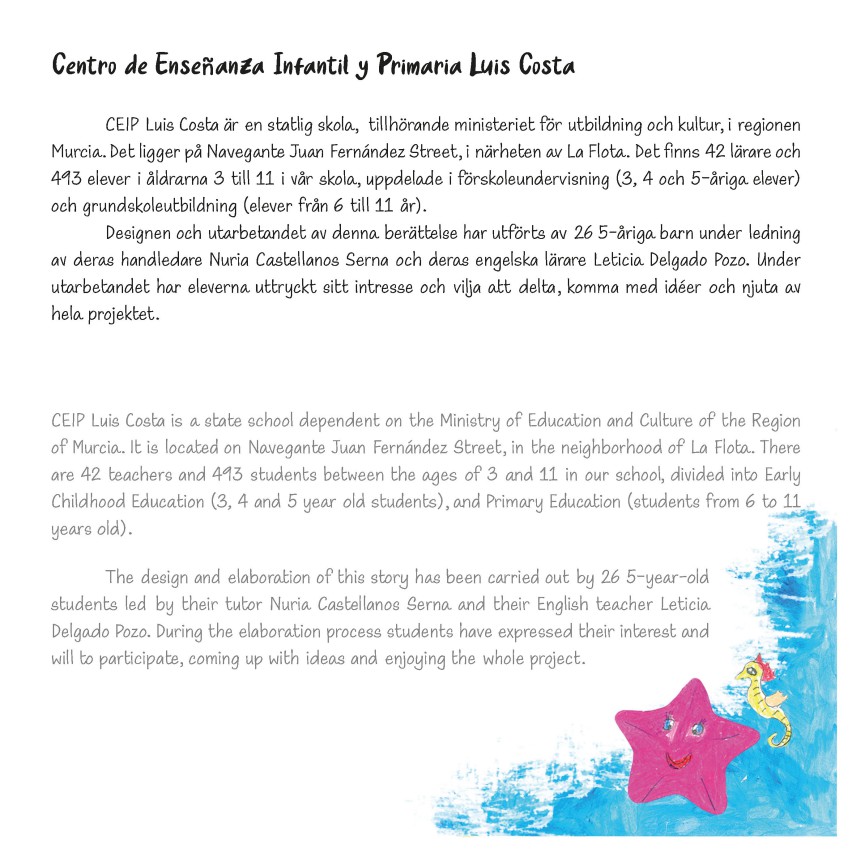 Centro de Enseñanza Infantil y Primaria Luis Costa
CEIP Luis Costa är en statlig skola, tillhörande ministeriet för utbildning och kultur, i regionen
Murcia. Det ligger på Navegante Juan Fernández Street, i närheten av La Flota. Det finns 42 lärare och
493 elever i åldrarna 3 till 11 i vår skola, uppdelade i förskoleundervisning (3, 4 och 5-åriga elever)
och grundskoleutbildning (elever från 6 till 11 år).
Designen och utarbetandet av denna berättelse har utförts av 26 5-åriga barn under ledning
av deras handledare Nuria Castellanos Serna och deras engelska lärare Leticia Delgado Pozo. Under
utarbetandet har eleverna uttryckt sitt intresse och vilja att delta, komma med idéer och njuta av
hela projektet.
CEIP Luis Costa is a state school dependent on the Ministry of Education and Culture of the Region
of Murcia. It is located on Navegante Juan Fernández Street, in the neighborhood of La Flota. There
are 42 teachers and 493 students between the ages of 3 and 11 in our school, divided into Early
Childhood Education (3, 4 and 5 year old students), and Primary Education (students from 6 to 11
years old).
The design and elaboration of this story has been carried out by 26 5-year-old
students led by their tutor Nuria Castellanos Serna and their English teacher Leticia
Delgado Pozo. During the elaboration process students have expressed their interest and
will to participate, coming up with ideas and enjoying the whole project.